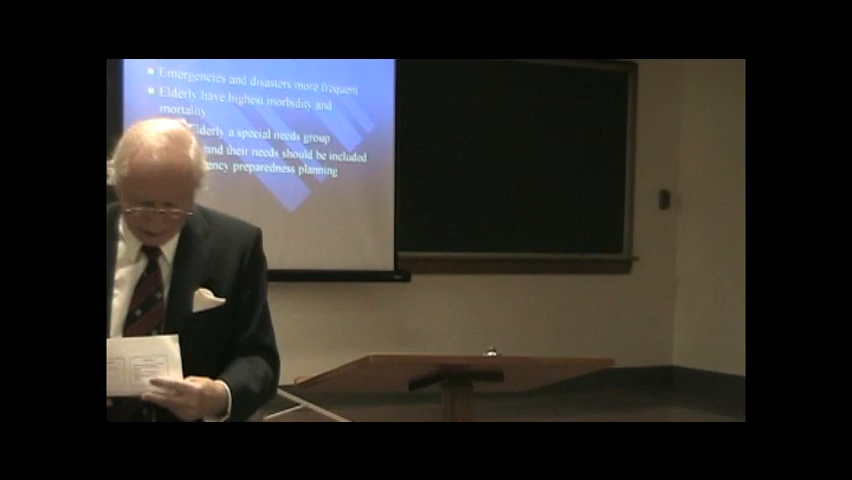 Emergencies and disasters more frequent
Elderly have highest morbidity and
mortality
Elderly a special needs group
and their needs should be included
preparedness planning